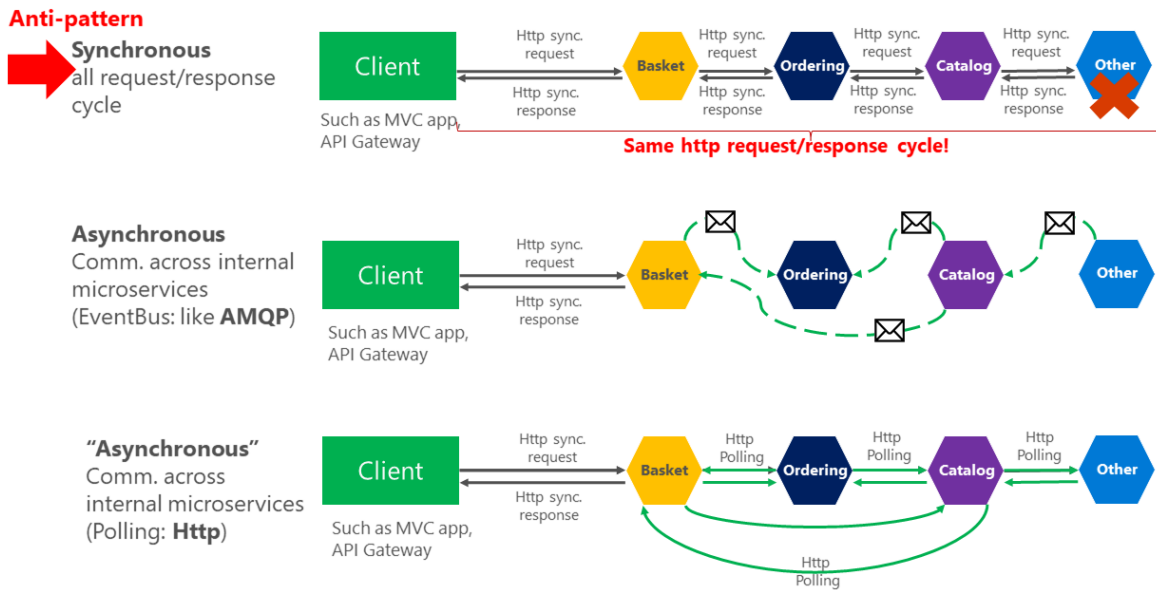 Anti-pattern
Synchronous
all request/response
cycle
Client
Such as MVC app,
API Gateway
Http sync.
request
Http sync.
response
Basket
Http sync.
request
Http sync.
response
Ordering
Http sync.
request
Http sync.
response
Catalog
Http sync.
request
Http sync.
response
Other
Same http request/response cycle!
Asynchronous
Comm. across internal
microservices
(EventBus: like AMQP)
Client
Such as MVC app,
API Gateway
Http sync.
request
Http sync.
response
Basket
Ordering
Catalog
Other
“Asynchronous”
Comm. across
internal microservices
(Polling: Http)
Client
Such as MVC app,
API Gateway
Http sync.
request
Http sync.
response
Basket
Http
Polling
Ordering
Http
Polling
Catalog
Http
Polling
Other
Http
Polling